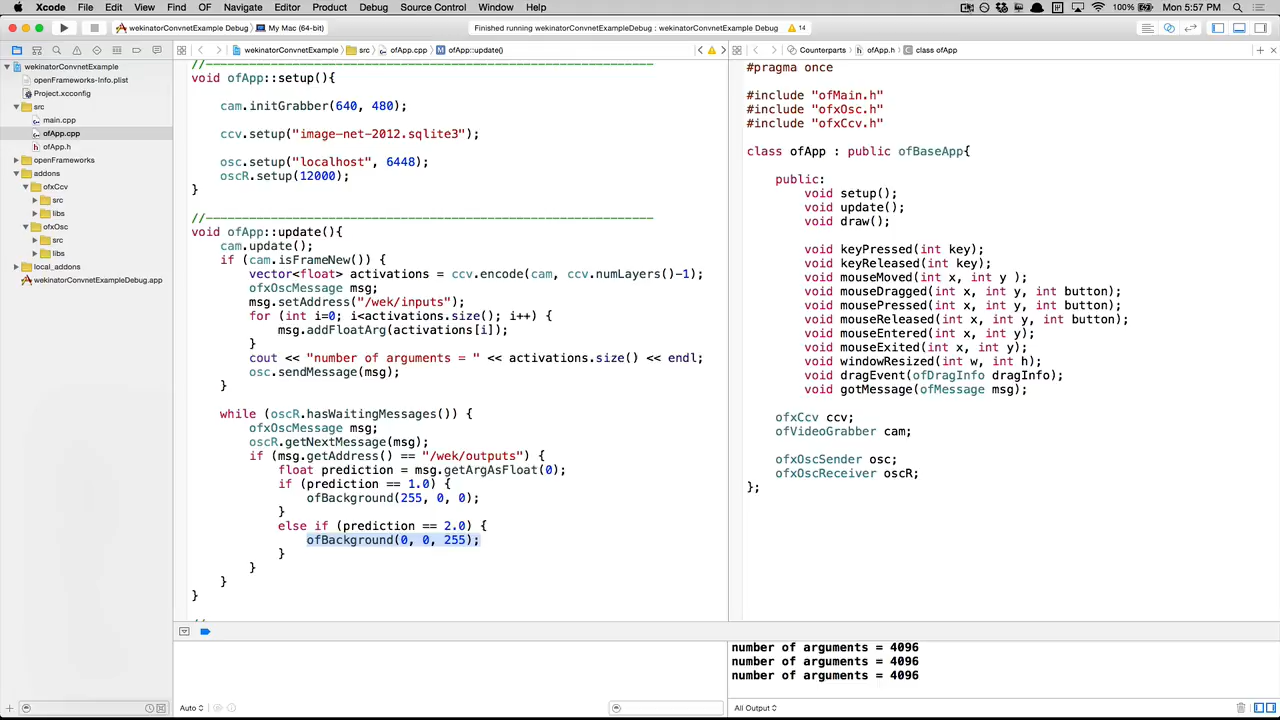 Xcode File Edit View Find OF Navigate Editor Product Debug Source Control Window Help 100% Mon 5:57 PM
wekinatorConvnetExample Debug My Mac (64-bit) Finished running wekinatorConvnetExampleDebug : wekinatorConvnetExample Debug 14
wekinatorConvnetExample src ofApp.cpp ofApp::update() Counterparts ofApp.h class ofApp
wekinatorConvnetExample
openFrameworks-Info.plist
Project.xcconfig
src
main.cpp
ofApp.cpp
ofApp.h
openFrameworks
addons
ofxCcv
src
libs
ofxOsc
src
libs
local_addons
wekinatorConvnetExampleDebug.app
//--------------------------------------------------------------
void ofApp::setup(){
cam.initGrabber(640, 480);
ccv.setup("image-net-2012.sqlite3");
osc.setup("localhost", 6448);
oscR.setup(12000);
}
//--------------------------------------------------------------
void ofApp::update(){
cam.update();
if (cam.isFrameNew()) {
vector<float> activations = ccv.encode(cam, ccv.numLayers()-1);
ofxOscMessage msg;
msg.setAddress("/wek/inputs");
for (int i=0; i<activations.size(); i++) {
msg.addFloatArg(activations[i]);
}
cout << "number of arguments = " << activations.size() << endl;
osc.sendMessage(msg);
}
while (oscR.hasWaitingMessages()) {
ofxOscMessage msg;
oscR.getNextMessage(msg);
if (msg.getAddress() == "/wek/outputs") {
float prediction = msg.getArgAsFloat(0);
if (prediction == 1.0) {
ofBackground(255, 0, 0);
}
else if (prediction == 2.0) {
ofBackground(0, 0, 255);
}
}
}
}
#pragma once
#include "ofMain.h"
#include "ofxOsc.h"
#include "ofxCcv.h"
class ofApp : public ofBaseApp{
public:
void setup();
void update();
void draw();
void keyPressed(int key);
void keyReleased(int key);
void mouseMoved(int x, int y );
void mouseDragged(int x, int y, int button);
void mousePressed(int x, int y, int button);
void mouseReleased(int x, int y, int button);
void mouseEntered(int x, int y);
void mouseExited(int x, int y);
void windowResized(int w, int h);
void dragEvent(ofDragInfo dragInfo);
void gotMessage(ofMessage msg);
ofxCcv ccv;
ofVideoGrabber cam;
ofxOscSender osc;
ofxOscReceiver oscR;
};
number of arguments = 4096
number of arguments = 4096
number of arguments = 4096
Auto
All Output